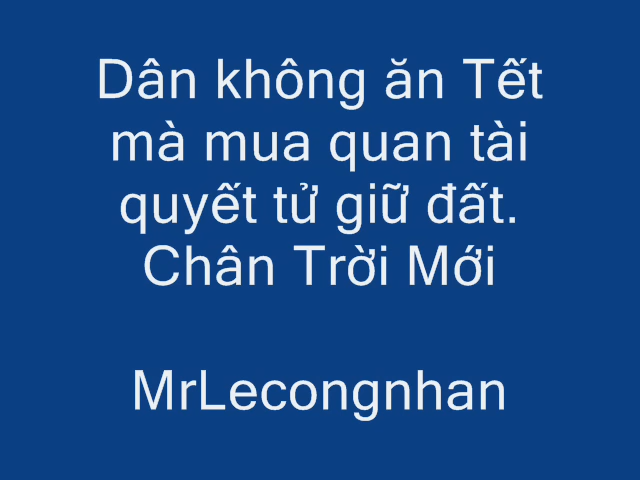 Dân không ăn Tết
mà mua quan tài
quyết tử giữ đất.
Chân Trời Mới
MrLecongnhan